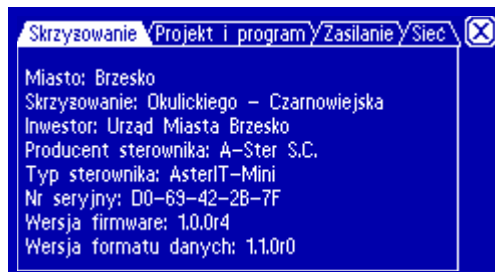 Skrzyżowanie Projekt i program Zasilanie Sieć
Miasto: Brzesko
Skrzyżowanie: Okulickiego – Czarnowiejska
Inwestor: Urząd Miasta Brzesko
Producent sterownika: A-Ster S.C.
Typ sterownika: AsterIT-Mini
Nr seryjny: D0-69-42-2B-7F
Wersja firmware: 1.0.0r4
Wersja formatu danych: 1.1.0r0